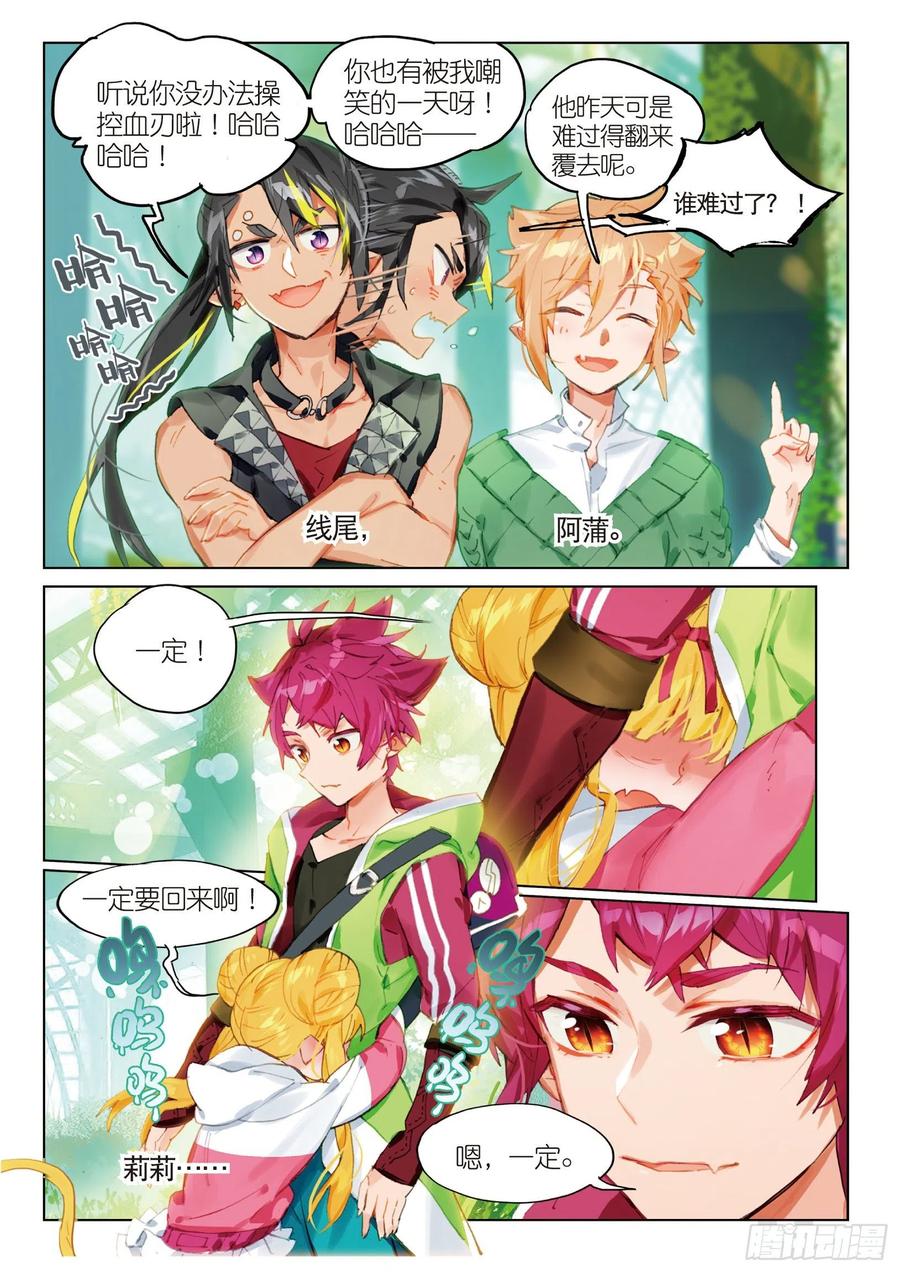 听说你没办法操
控血刃啦！哈哈
哈哈！
你也有被我嘲
笑的一天呀！
哈哈哈——
他昨天可是
难过得翻来
覆去呢。
谁难过了？！
哈
哈
哈
哈
线尾，
阿蒲。
一定！
一定要回来啊！
呜
呜
呜
呜
呜
呜
莉莉……
嗯，一定。
腾讯动漫